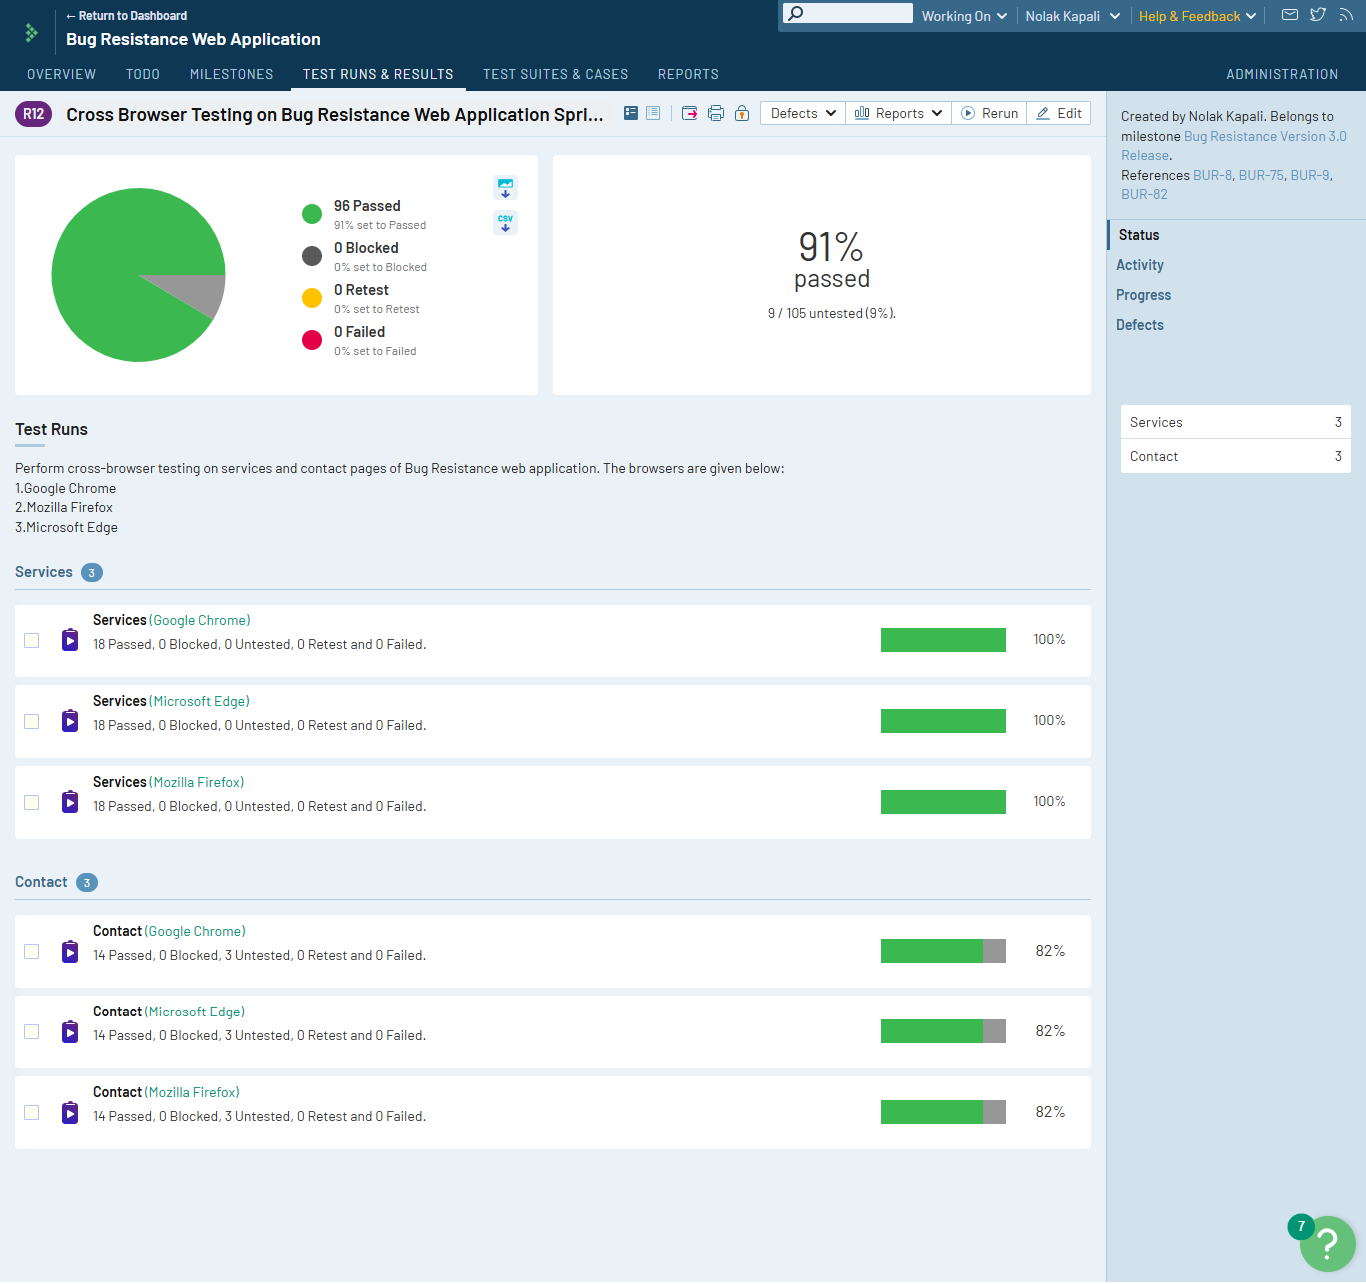 ← Return to Dashboard
Bug Resistance Web Application
Working On
Nolak Kapali
Help & Feedback
OVERVIEW
TODO
MILESTONES
TEST RUNS & RESULTS
TEST SUITES & CASES
REPORTS
ADMINISTRATION
R12
Cross Browser Testing on Bug Resistance Web Application Spri...
Defects
Reports
Rerun
Edit
96 Passed
91% set to Passed
0 Blocked
0% set to Blocked
0 Retest
0% set to Retest
0 Failed
0% set to Failed
CSV
91%
passed
9 / 105 untested (9%).
Created by Nolak Kapali. Belongs to
milestone Bug Resistance Version 3.0
Release.
References BUR-8, BUR-75, BUR-9,
BUR-82
Status
Activity
Progress
Defects
Services 3
Contact 3
Test Runs
Perform cross-browser testing on services and contact pages of Bug Resistance web application. The browsers are given below:
1.Google Chrome
2.Mozilla Firefox
3.Microsoft Edge
Services 3
Services (Google Chrome)
18 Passed, 0 Blocked, 0 Untested, 0 Retest and 0 Failed.
100%
Services (Microsoft Edge)
18 Passed, 0 Blocked, 0 Untested, 0 Retest and 0 Failed.
100%
Services (Mozilla Firefox)
18 Passed, 0 Blocked, 0 Untested, 0 Retest and 0 Failed.
100%
Contact 3
Contact (Google Chrome)
14 Passed, 0 Blocked, 3 Untested, 0 Retest and 0 Failed.
82%
Contact (Microsoft Edge)
14 Passed, 0 Blocked, 3 Untested, 0 Retest and 0 Failed.
82%
Contact (Mozilla Firefox)
14 Passed, 0 Blocked, 3 Untested, 0 Retest and 0 Failed.
82%
7
?